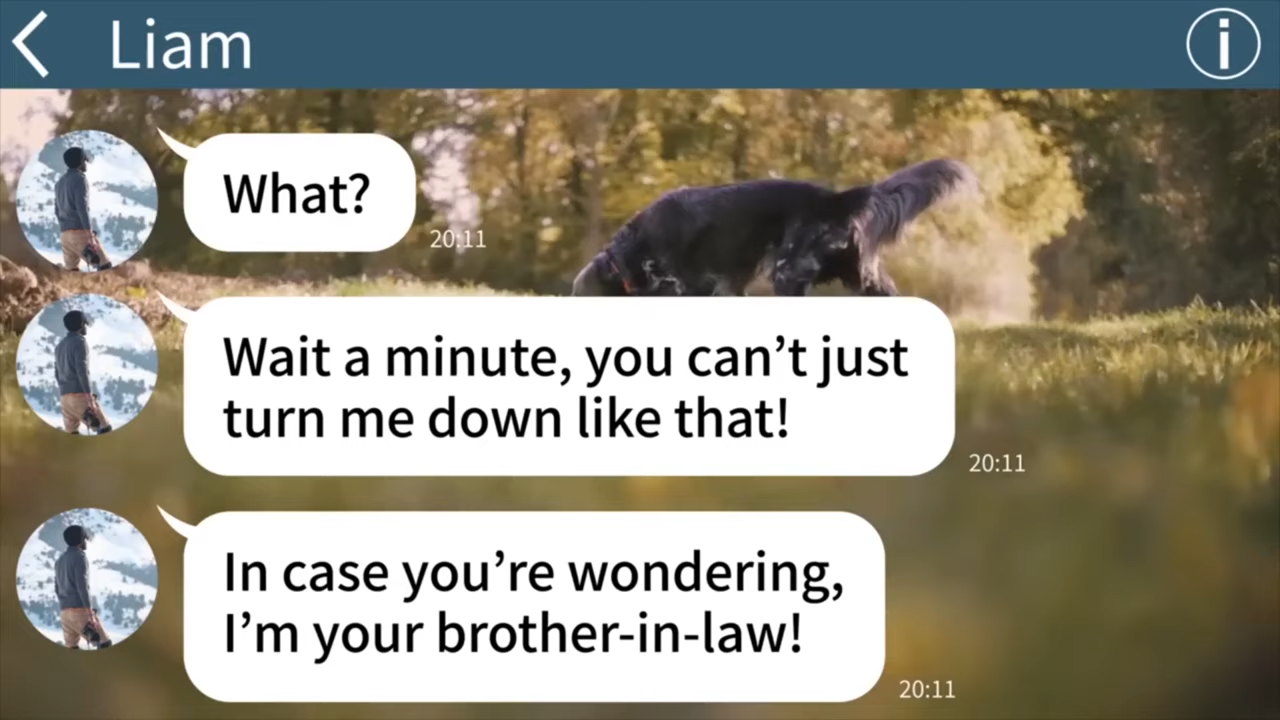 Liam
What?
20:11
Wait a minute, you can’t just
turn me down like that!
20:11
In case you’re wondering,
I’m your brother-in-law!
20:11